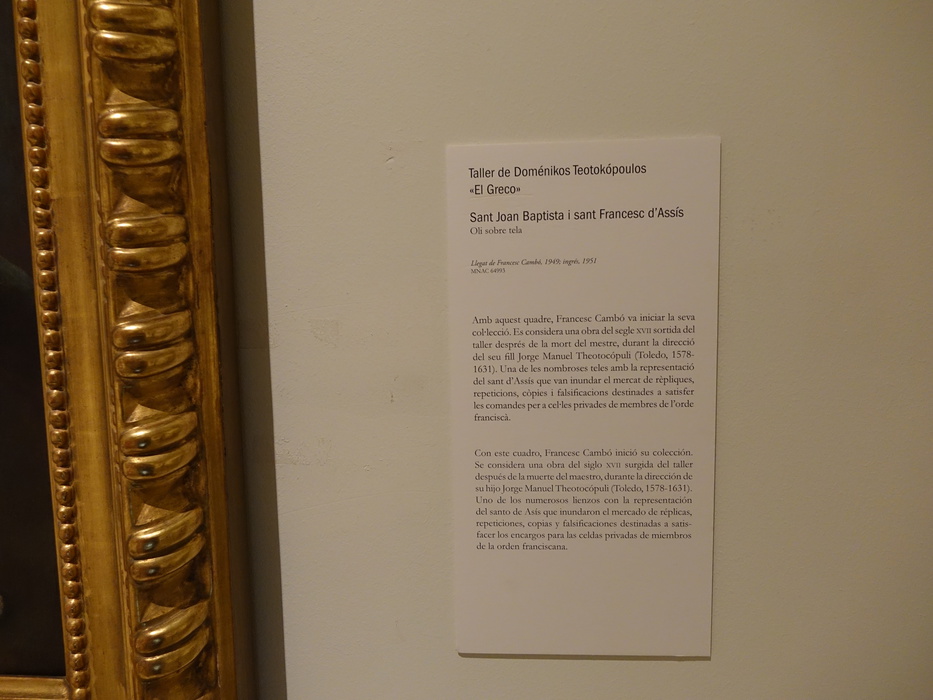 Taller de Doménikos Teotokópoulos
«El Greco»
Sant Joan Baptista i sant Francesc d'Assís
Oli sobre tela
Llegat de Francesc Cambó, 1949; ingrés, 1951
MNAC 64993
Amb aquest quadre, Francesc Cambó va iniciar la seva
col·lecció. Es considera una obra del segle XVII sortida del
taller després de la mort del mestre, durant la direcció
del seu fill Jorge Manuel Theotocópuli (Toledo, 1578-
1631). Una de les nombroses teles amb la representació
del sant d'Assís que van inundar el mercat de rèpliques,
repeticions, còpies i falsificacions destinades a satisfer
les comandes per a cel·les privades de membres de l'orde
franciscà.
Con este cuadro, Francesc Cambó inició su colección.
Se considera una obra del siglo XVII surgida del taller
después de la muerte del maestro, durante la dirección de
su hijo Jorge Manuel Theotocópuli (Toledo, 1578-1631).
Uno de los numerosos lienzos con la representación
del santo de Asís que inundaron el mercado de réplicas,
repeticiones, copias y falsificaciones destinadas a satis-
facer los encargos para las celdas privadas de miembros
de la orden franciscana.